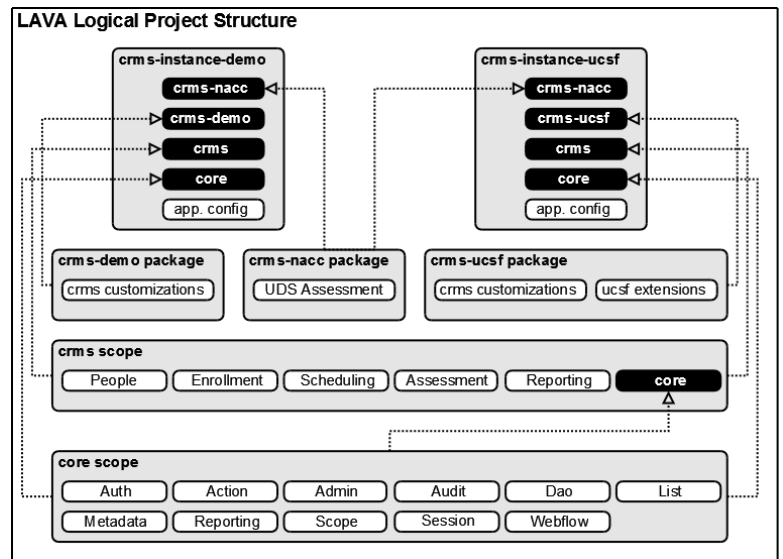 LAVA Logical Project Structure
crms-instance-demo
crms-nacc
crms-demo
crms
core
app. config
crms-instance-ucsf
crms-nacc
crms-ucsf
crms
core
app. config
crms-demo package
crms customizations
crms-nacc package
UDS Assessment
crms-ucsf package
crms customizations ucsf extensions
crms scope
People Enrollment Scheduling Assessment Reporting core
core scope
Auth Action Admin Audit Dao List
Metadata Reporting Scope Session Webflow